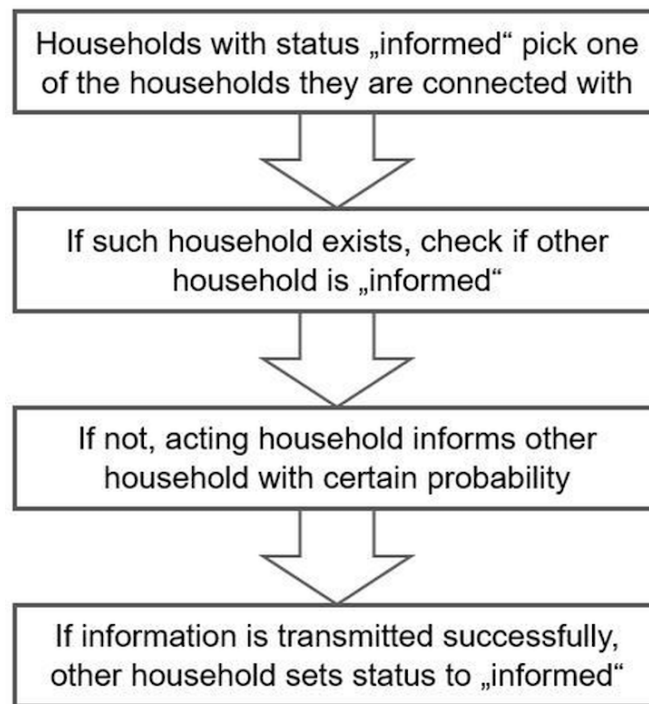 Households with status „informed“ pick one
of the households they are connected with
If such household exists, check if other
household is „informed“
If not, acting household informs other
household with certain probability
If information is transmitted successfully,
other household sets status to „informed“